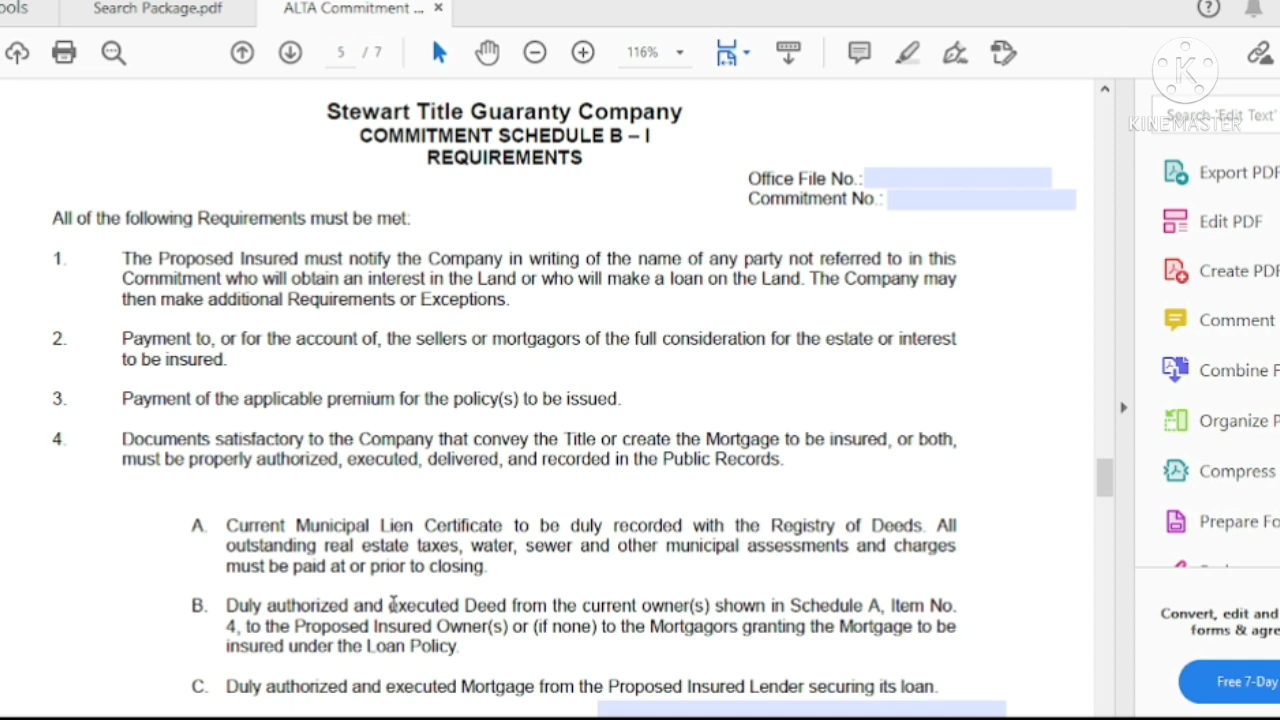 ools
Search Package.pdf
ALTA Commitment ... ×
5 / 7
116%
KINEMASTER
Search 'Edit Text'
Stewart Title Guaranty Company
COMMITMENT SCHEDULE B – I
REQUIREMENTS
Office File No.:
Commitment No.:
All of the following Requirements must be met:
1. The Proposed Insured must notify the Company in writing of the name of any party not referred to in this
Commitment who will obtain an interest in the Land or who will make a loan on the Land. The Company may
then make additional Requirements or Exceptions.
2. Payment to, or for the account of, the sellers or mortgagors of the full consideration for the estate or interest
to be insured.
3. Payment of the applicable premium for the policy(s) to be issued.
4. Documents satisfactory to the Company that convey the Title or create the Mortgage to be insured, or both,
must be properly authorized, executed, delivered, and recorded in the Public Records.
A. Current Municipal Lien Certificate to be duly recorded with the Registry of Deeds. All
outstanding real estate taxes, water, sewer and other municipal assessments and charges
must be paid at or prior to closing.
B. Duly authorized and executed Deed from the current owner(s) shown in Schedule A, Item No.
4, to the Proposed Insured Owner(s) or (if none) to the Mortgagors granting the Mortgage to be
insured under the Loan Policy.
C. Duly authorized and executed Mortgage from the Proposed Insured Lender securing its loan.
Export PDF
Edit PDF
Create PDF
Comment
Combine F
Organize P
Compress
Prepare Fo
Convert, edit and
forms & agre
Free 7-Day